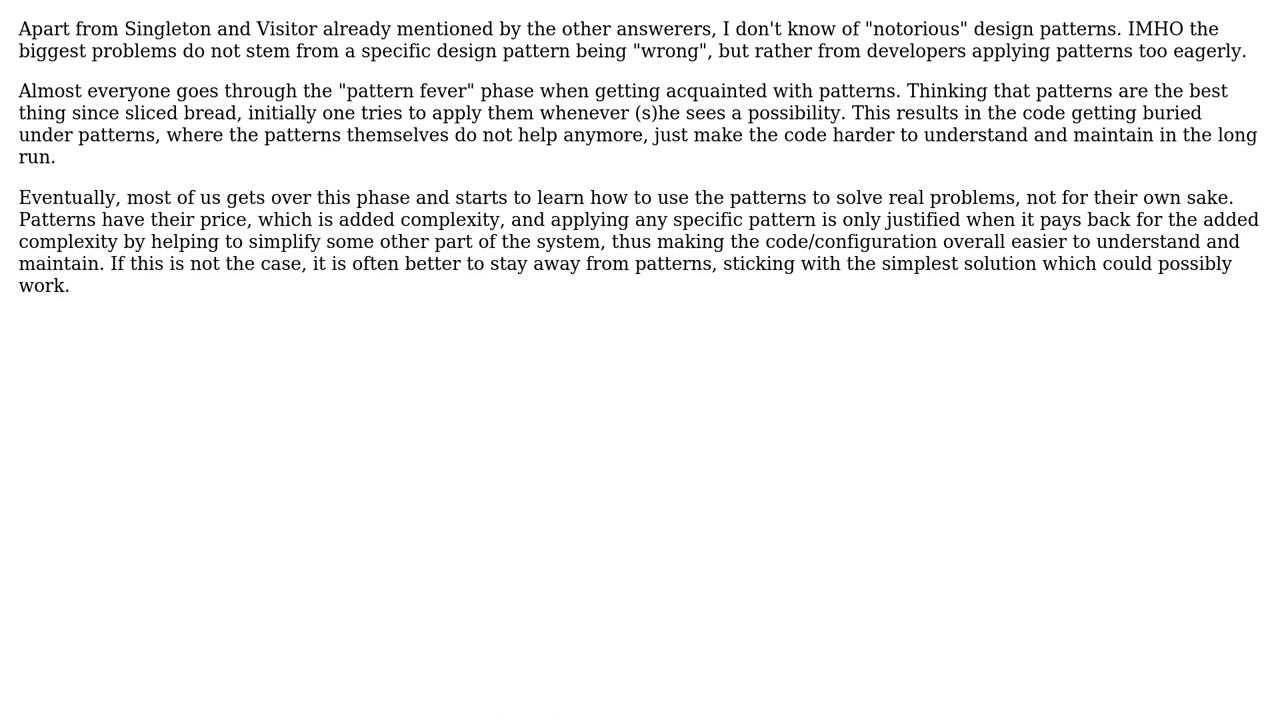 Apart from Singleton and Visitor already mentioned by the other answerers, I don't know of "notorious" design patterns. IMHO the
biggest problems do not stem from a specific design pattern being "wrong", but rather from developers applying patterns too eagerly.
Almost everyone goes through the "pattern fever" phase when getting acquainted with patterns. Thinking that patterns are the best
thing since sliced bread, initially one tries to apply them whenever (s)he sees a possibility. This results in the code getting buried
under patterns, where the patterns themselves do not help anymore, just make the code harder to understand and maintain in the long
run.
Eventually, most of us gets over this phase and starts to learn how to use the patterns to solve real problems, not for their own sake.
Patterns have their price, which is added complexity, and applying any specific pattern is only justified when it pays back for the added
complexity by helping to simplify some other part of the system, thus making the code/configuration overall easier to understand and
maintain. If this is not the case, it is often better to stay away from patterns, sticking with the simplest solution which could possibly
work.